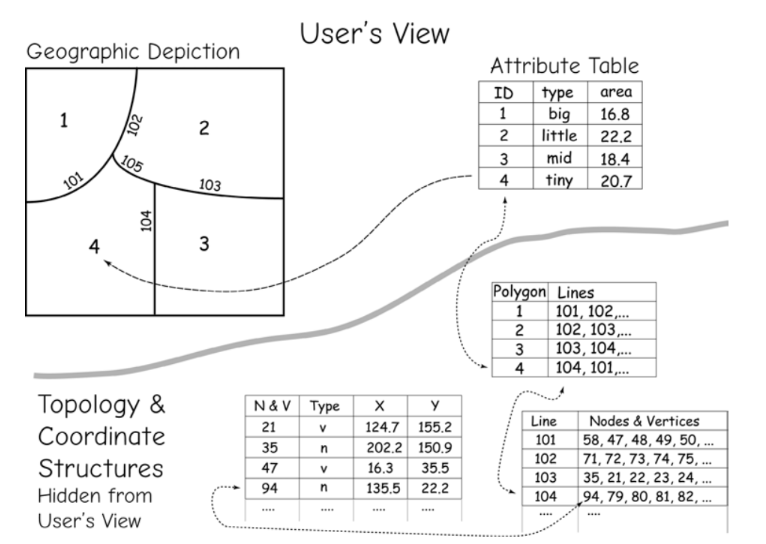 User's View
Geographic Depiction
1
102
2
105
101
103
104
4
3
Attribute Table
ID type area
1 big 16.8
2 little 22.2
3 mid 18.4
4 tiny 20.7
Polygon Lines
1 101, 102,...
2 102, 103,...
3 103, 104,...
4 104, 101,...
Topology &
Coordinate
Structures
Hidden from
User's View
N & V Type X Y
21 v 124.7 155.2
35 n 202.2 150.9
47 v 16.3 35.5
94 n 135.5 22.2
.... .... .... ....
Line Nodes & Vertices
101 58, 47, 48, 49, 50, ...
102 71, 72, 73, 74, 75, ...
103 35, 21, 22, 23, 24, ...
104 94, 79, 80, 81, 82, ...
.... ....